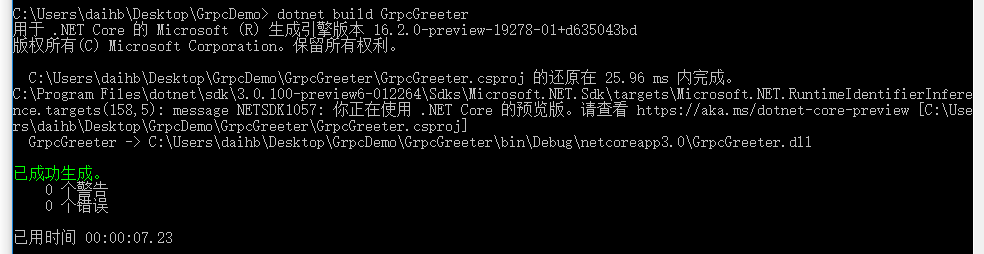 C:\Users\daihb\Desktop\GrpcDemo> dotnet build GrpcGreeter
用于 .NET Core 的 Microsoft (R) 生成引擎版本 16.2.0-preview-19278-01+d635043bd
版权所有(C) Microsoft Corporation。保留所有权利。
C:\Users\daihb\Desktop\GrpcDemo\GrpcGreeter\GrpcGreeter.csproj 的还原在 25.96 ms 内完成。
C:\Program Files\dotnet\sdk\3.0.100-preview6-012264\Sdks\Microsoft.NET.Sdk\targets\Microsoft.NET.RuntimeIdentifierInfere
nce.targets(158,5): message NETSDK1057: 你正在使用 .NET Core 的预览版。请查看 https://aka.ms/dotnet-core-preview [C:\Use
rs\daihb\Desktop\GrpcDemo\GrpcGreeter\GrpcGreeter.csproj]
GrpcGreeter -> C:\Users\daihb\Desktop\GrpcDemo\GrpcGreeter\bin\Debug\netcoreapp3.0\GrpcGreeter.dll
已成功生成。
0 个警告
0 个错误
已用时间 00:00:07.23